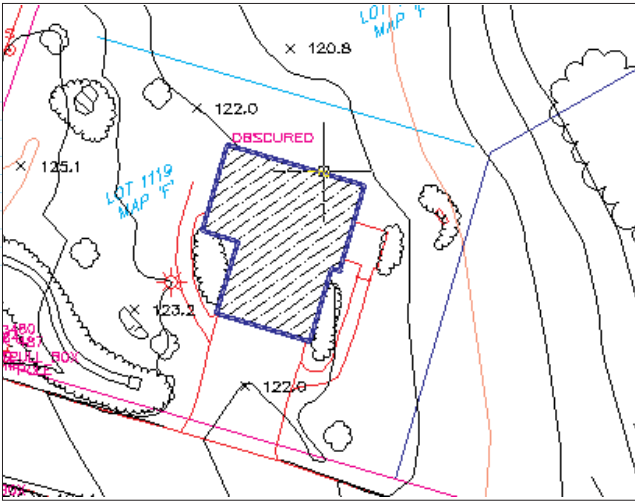 LOT
MAP 'F'
S
120.8
122.0
OBSCURED
125.1
LOT 1119
MAP 'F'
123.2
PULL BOX
122.0